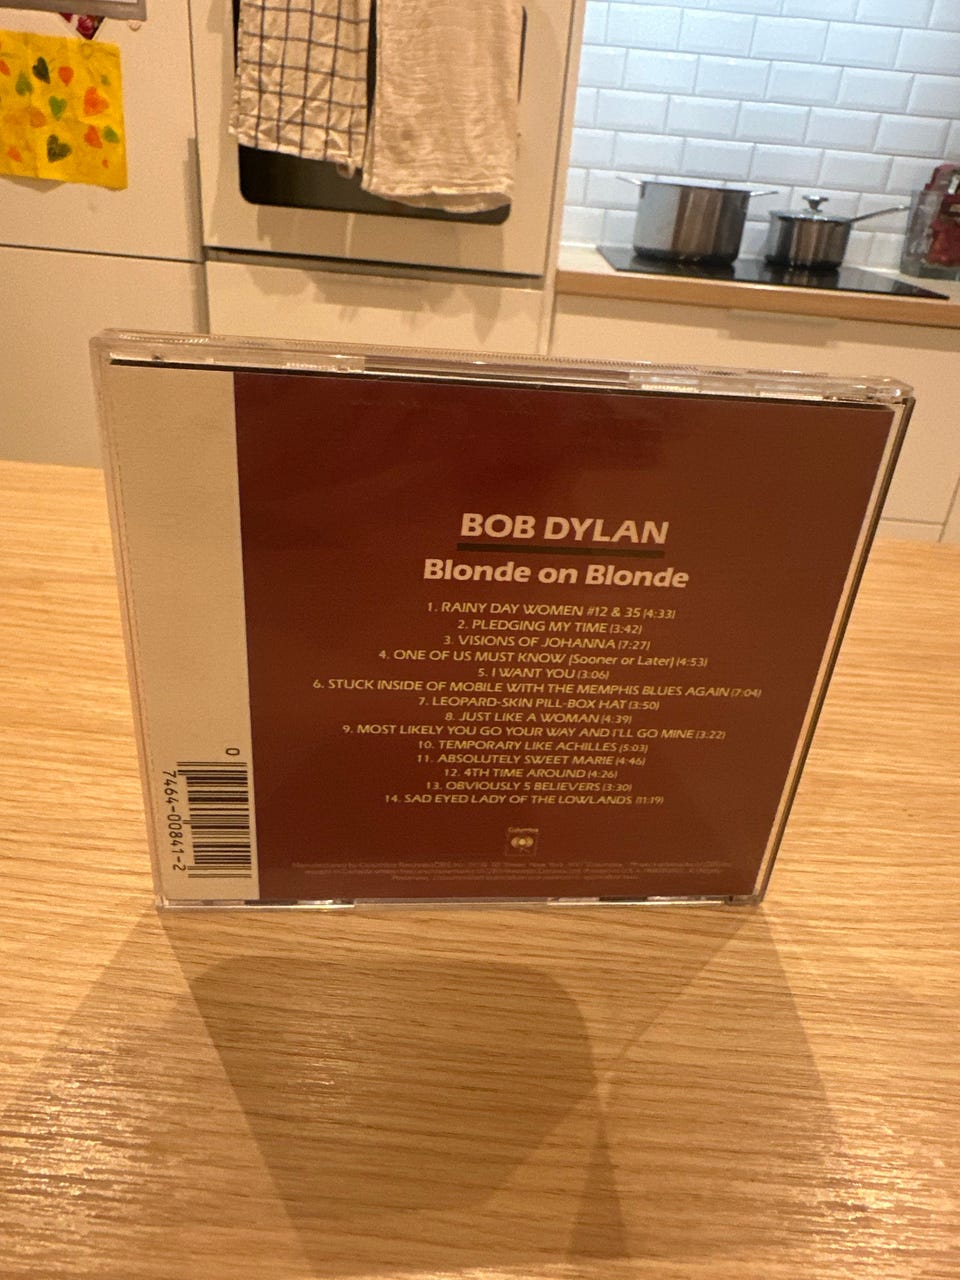 BOB DYLAN
Blonde on Blonde
1. RAINY DAY WOMEN #12 & 35 (4:33)
2. PLEDGING MY TIME (3:42)
3. VISIONS OF JOHANNA (7:27)
4. ONE OF US MUST KNOW [Sooner or Later] (4:53)
5. I WANT YOU (3:06)
6. STUCK INSIDE OF MOBILE WITH THE MEMPHIS BLUES AGAIN (7:04)
7. LEOPARD-SKIN PILL-BOX HAT (3:50)
8. JUST LIKE A WOMAN (4:39)
9. MOST LIKELY YOU GO YOUR WAY AND I'LL GO MINE (3:22)
10. TEMPORARY LIKE ACHILLES (5:03)
11. ABSOLUTELY SWEET MARIE (4:46)
12. 4TH TIME AROUND (4:26)
13. OBVIOUSLY 5 BELIEVERS (3:30)
14. SAD EYED LADY OF THE LOWLANDS (11:19)
Columbia
Manufactured by Columbia Records
0
7464-00841-2